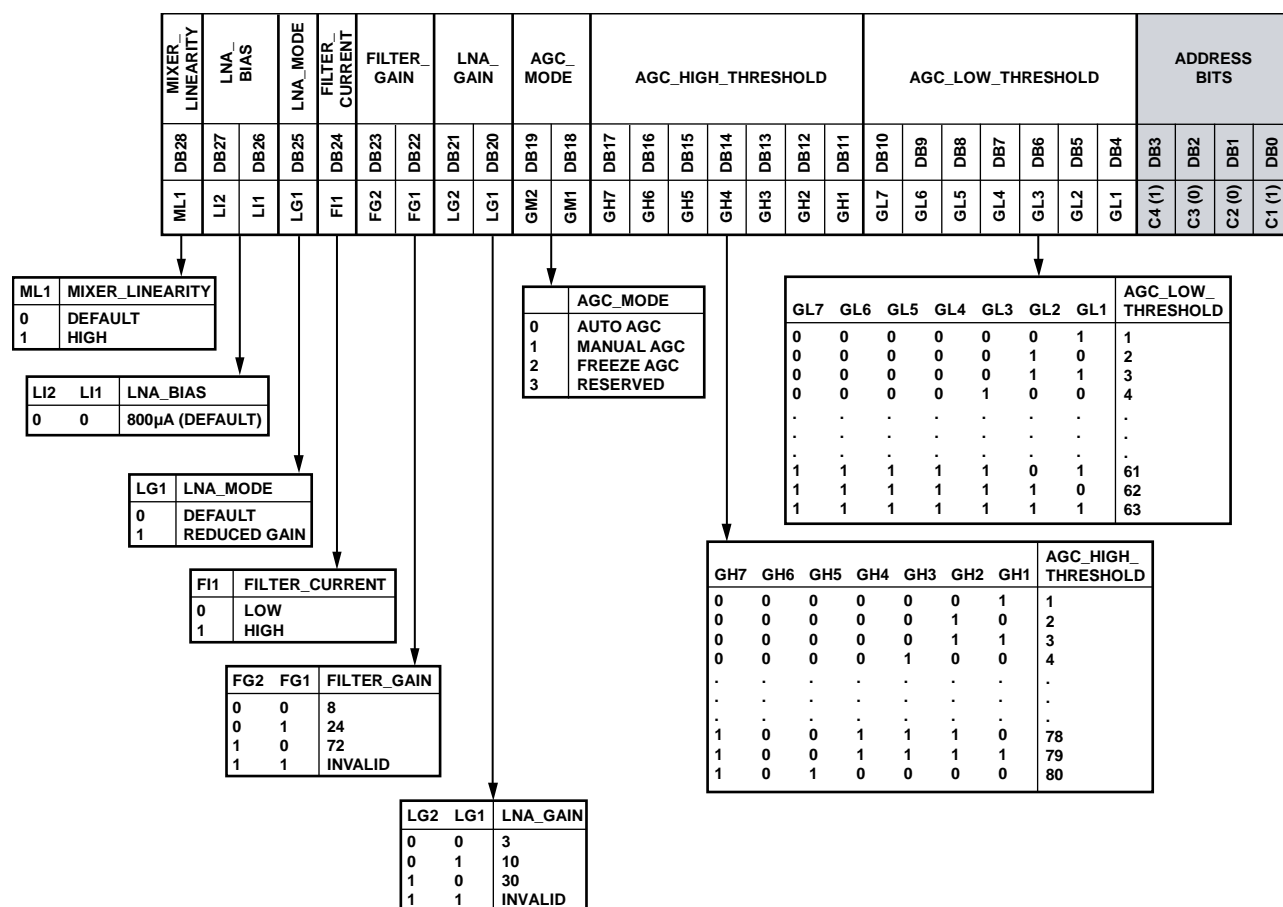 MIXER_ LINEARITY
LNA_ BIAS
LNA_MODE
FILTER_ CURRENT
FILTER_ GAIN
LNA_ GAIN
AGC_ MODE
AGC_HIGH_THRESHOLD
AGC_LOW_THRESHOLD
ADDRESS BITS
DB28 DB27 DB26 DB25 DB24 DB23 DB22 DB21 DB20 DB19 DB18 DB17 DB16 DB15 DB14 DB13 DB12 DB11 DB10 DB9 DB8 DB7 DB6 DB5 DB4 DB3 DB2 DB1 DB0
ML1 LI2 LI1 LG1 FI1 FG2 FG1 LG2 LG1 GM2 GM1 GH7 GH6 GH5 GH4 GH3 GH2 GH1 GL7 GL6 GL5 GL4 GL3 GL2 GL1 C4 (1) C3 (0) C2 (0) C1 (1)
ML1 MIXER_LINEARITY
0 DEFAULT
1 HIGH
LI2 LI1 LNA_BIAS
0 0 800µA (DEFAULT)
LG1 LNA_MODE
0 DEFAULT
1 REDUCED GAIN
FI1 FILTER_CURRENT
0 LOW
1 HIGH
FG2 FG1 FILTER_GAIN
0 0 8
0 1 24
1 0 72
1 1 INVALID
LG2 LG1 LNA_GAIN
0 0 3
0 1 10
1 0 30
1 1 INVALID
AGC_MODE
0 AUTO AGC
1 MANUAL AGC
2 FREEZE AGC
3 RESERVED
GL7 GL6 GL5 GL4 GL3 GL2 GL1 AGC_LOW_ THRESHOLD
0 0 0 0 0 0 1 1
0 0 0 0 0 1 0 2
0 0 0 0 0 1 1 3
0 0 0 0 1 0 0 4
. . . . . . . .
. . . . . . . .
. . . . . . . .
1 1 1 1 1 0 1 61
1 1 1 1 1 1 0 62
1 1 1 1 1 1 1 63
GH7 GH6 GH5 GH4 GH3 GH2 GH1 AGC_HIGH_ THRESHOLD
0 0 0 0 0 0 1 1
0 0 0 0 0 1 0 2
0 0 0 0 0 1 1 3
0 0 0 0 1 0 0 4
. . . . . . . .
. . . . . . . .
. . . . . . . .
1 0 0 1 1 1 0 78
1 0 0 1 1 1 1 79
1 0 1 0 0 0 0 80